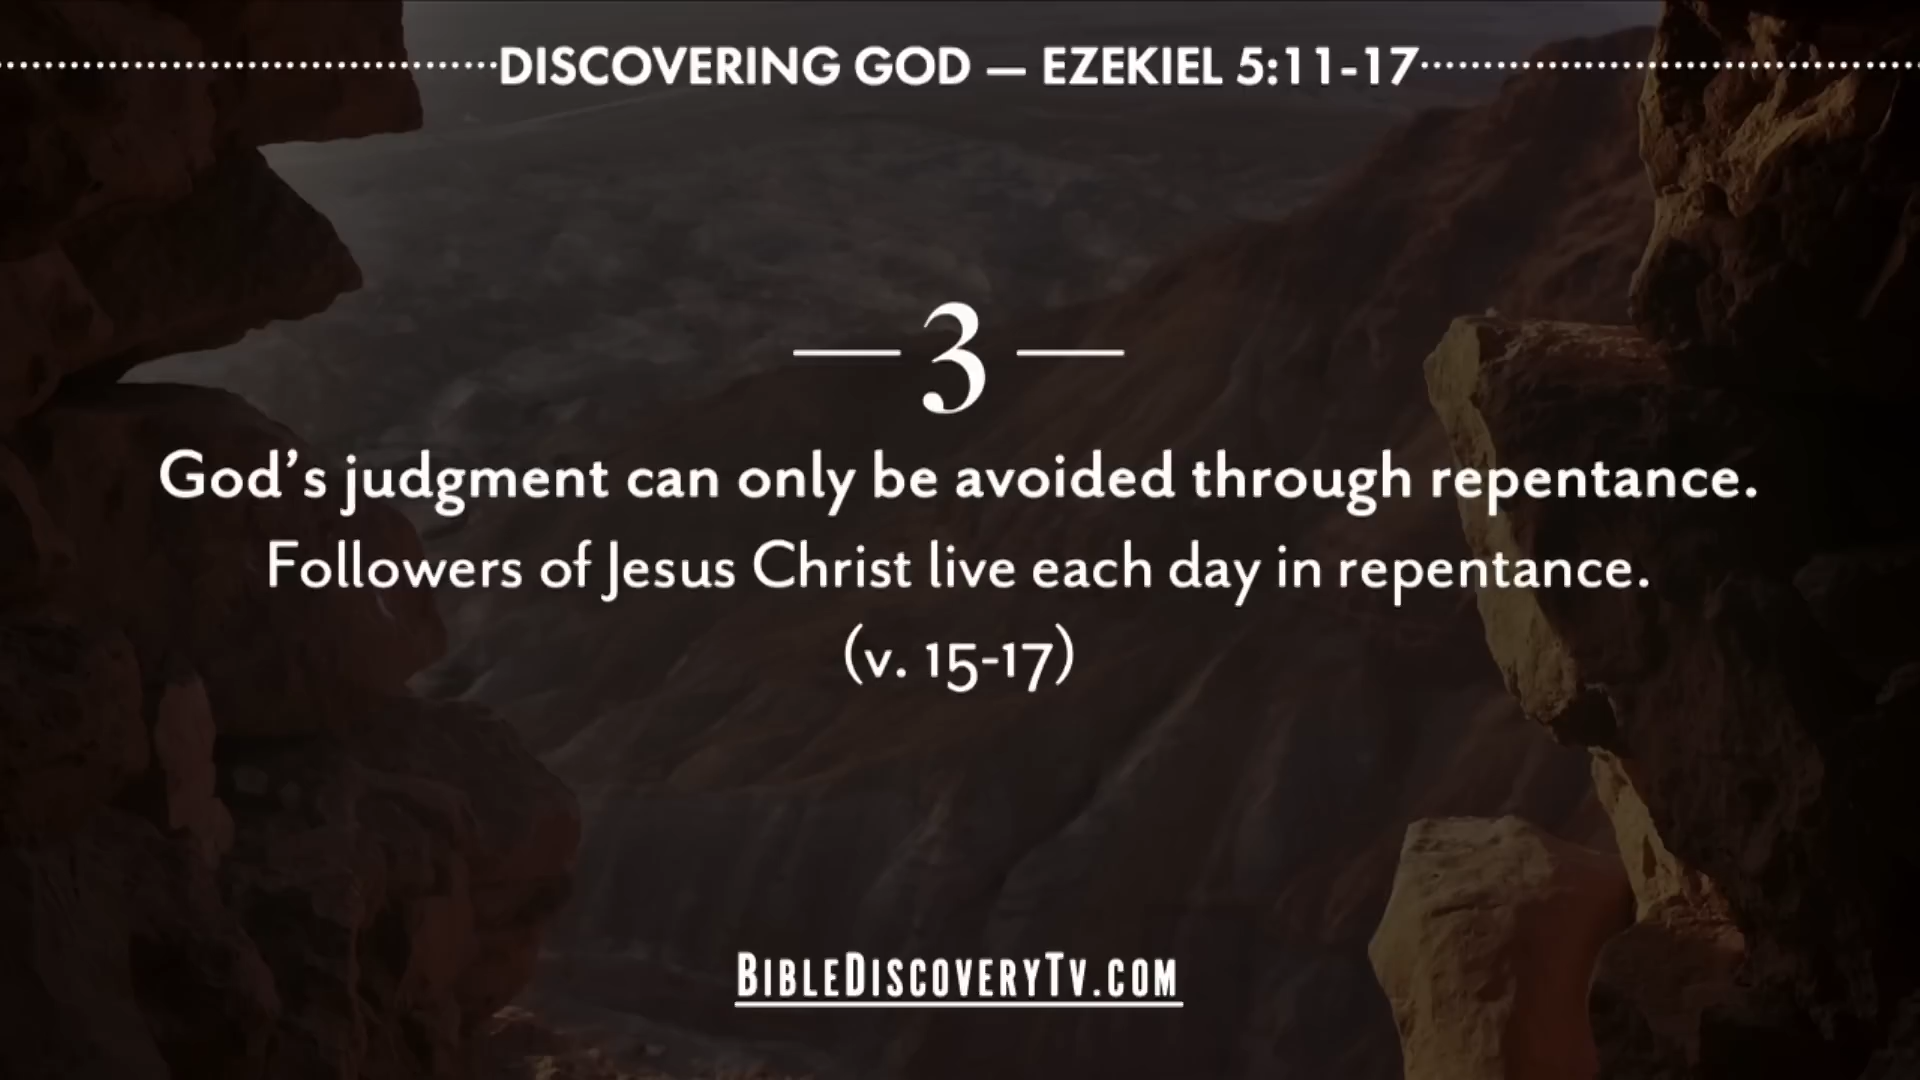 DISCOVERING GOD — EZEKIEL 5:11-17
— 3 —
God’s judgment can only be avoided through repentance.
Followers of Jesus Christ live each day in repentance.
(v. 15-17)
BIBLEDISCOVERYTV.COM